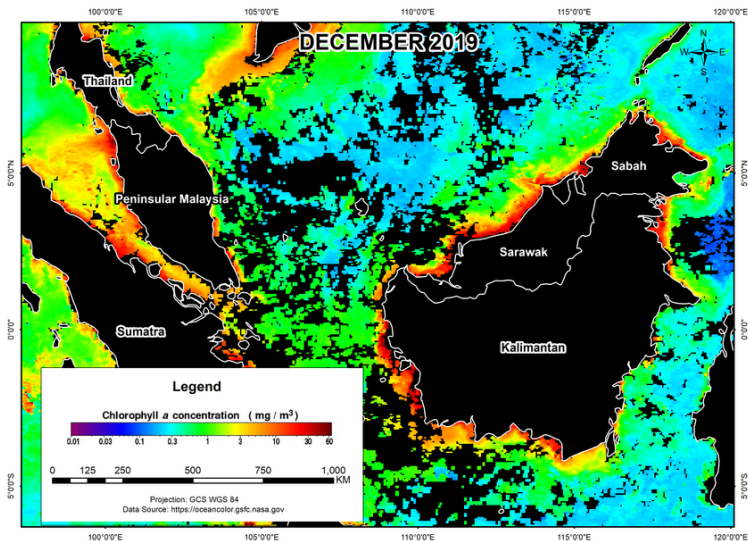 100°0'0"E 105°0'0"E 110°0'0"E 115°0'0"E 120°0'0"E
DECEMBER 2019
N
W E
S
Thailand
5°0'0"N 5°0'0"N
Sabah
Peninsular Malaysia
Sarawak
0°0'0" 0°0'0"
Sumatra
Kalimantan
Legend
Chlorophyll a concentration ( mg / m³)
0.01 0.03 0.1 0.3 1 3 10 30 60
0 125 250 500 750 1,000
KM
Projection: GCS WGS 84
Data Source: https://oceancolor.gsfc.nasa.gov
5°0'0"S 5°0'0"S
100°0'0"E 105°0'0"E 110°0'0"E 115°0'0"E 120°0'0"E